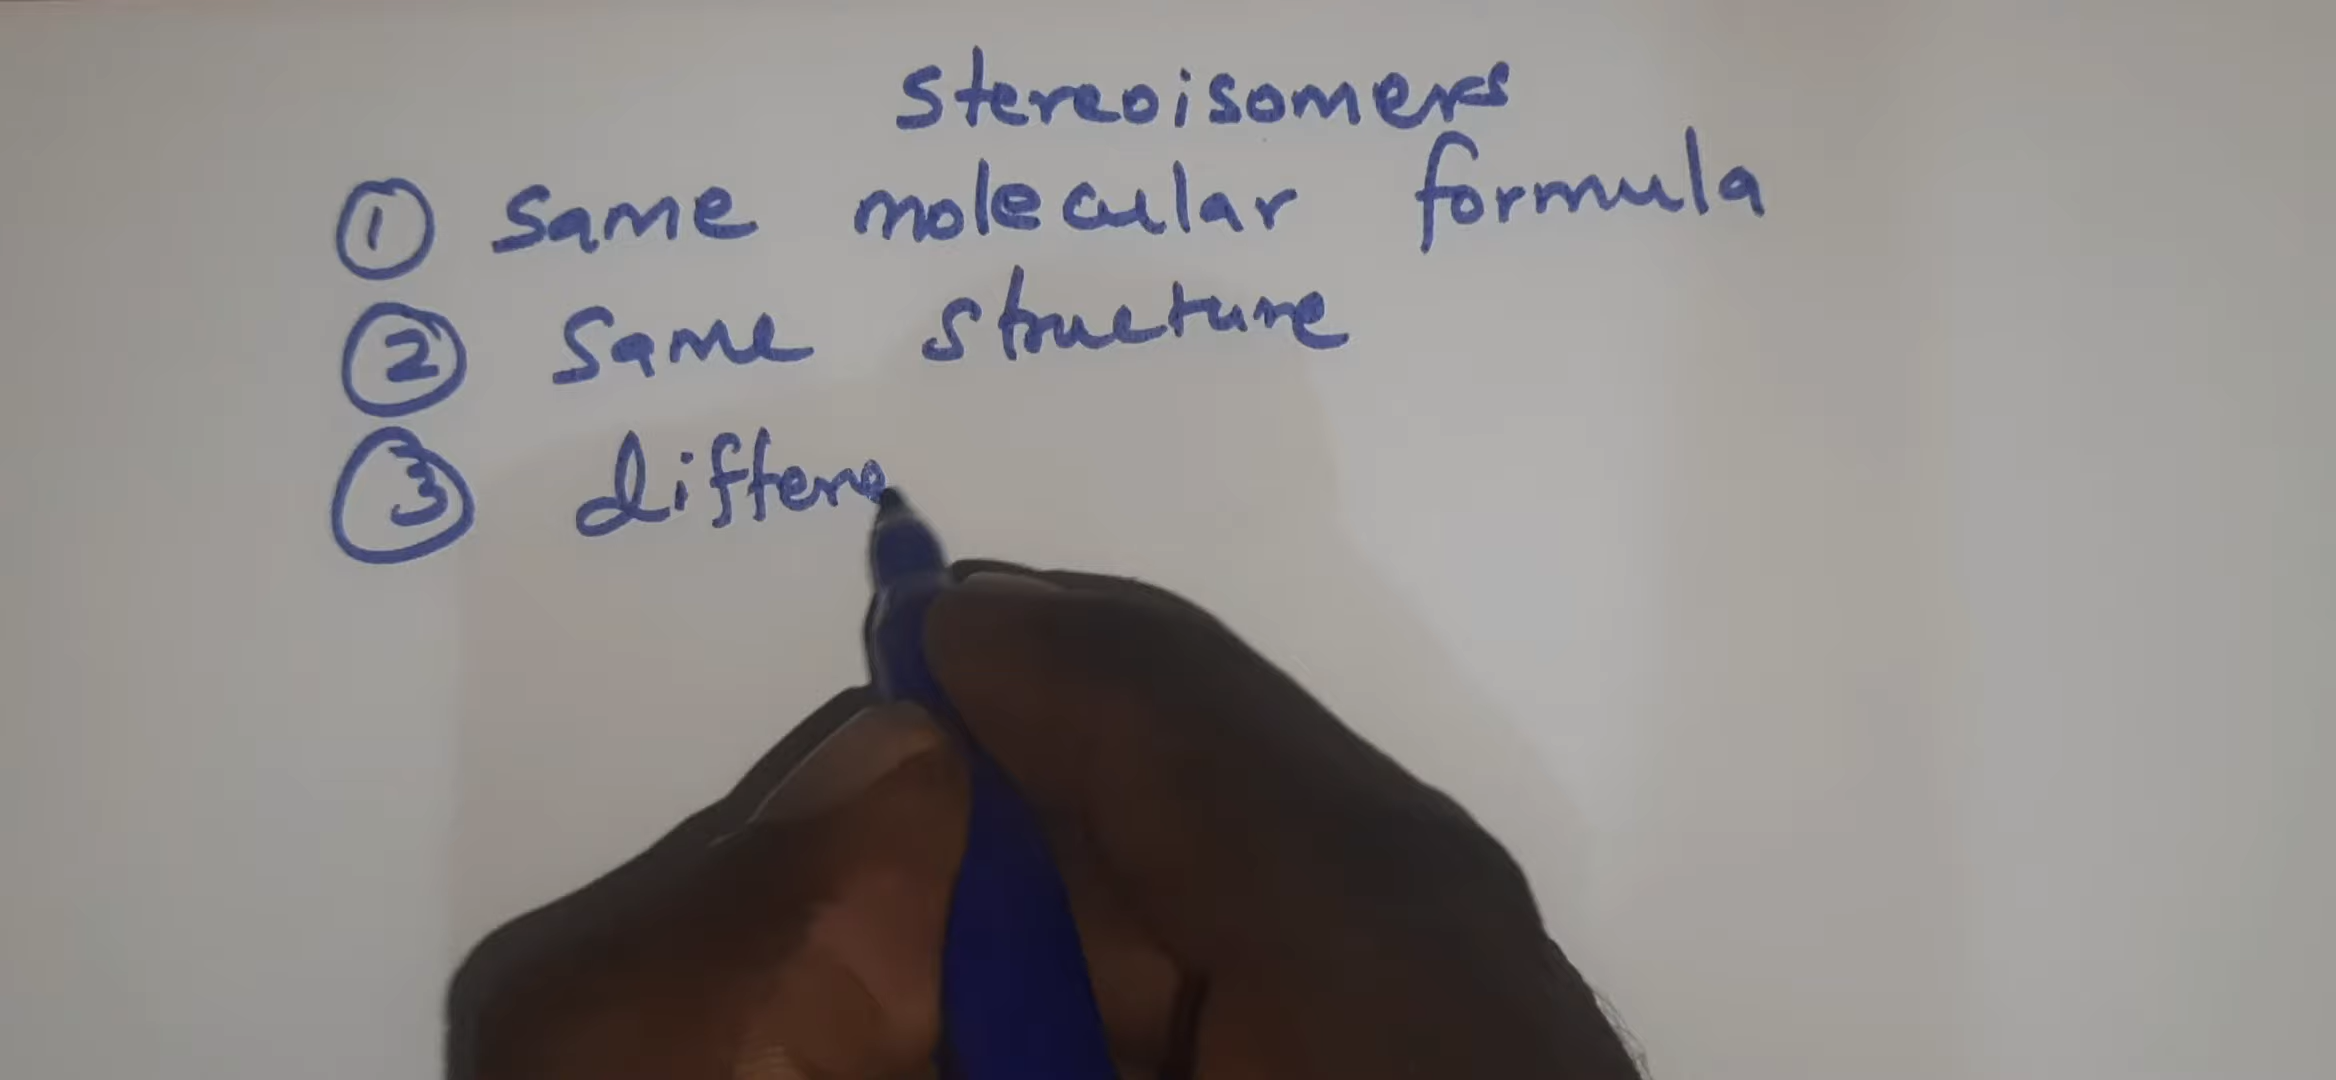 stereoisomers
① same molecular formula
② same structure
③ differe